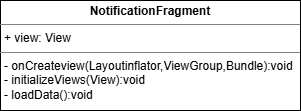 NotificationFragment
+ view: View
- onCreateview(Layoutinflator,ViewGroup,Bundle):void
- initializeViews(View):void
- loadData():void